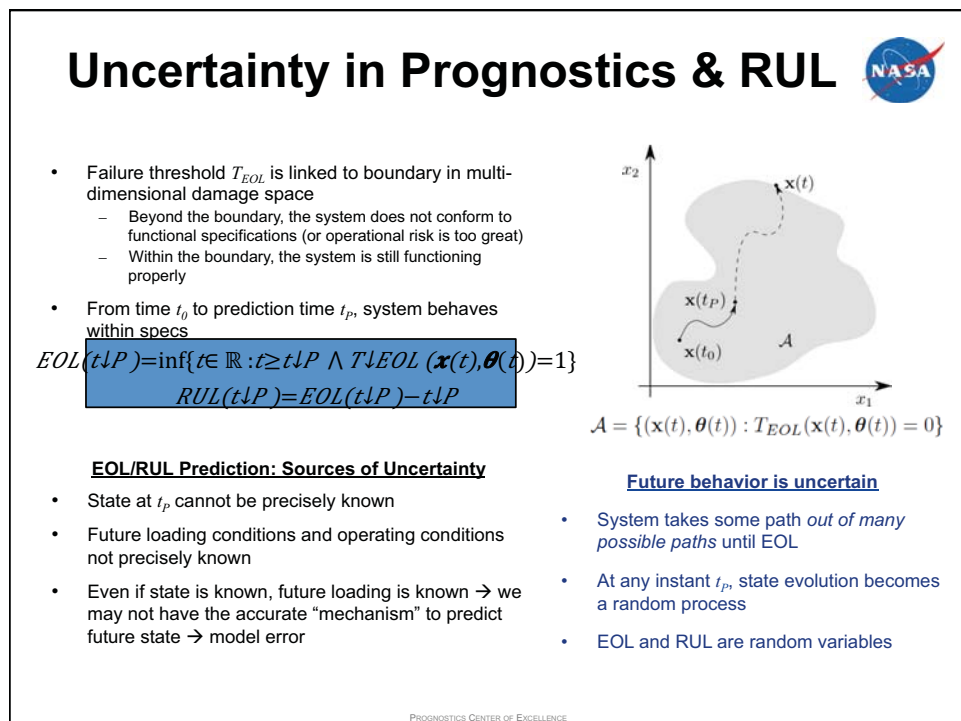 Uncertainty in Prognostics & RUL
NASA
• Failure threshold T_EOL is linked to boundary in multi-
dimensional damage space
– Beyond the boundary, the system does not conform to
functional specifications (or operational risk is too great)
– Within the boundary, the system is still functioning
properly
• From time t_0 to prediction time t_P, system behaves
within specs
EOL(t↓P)=inf{t∈ ℝ :t≥t↓P ∧ T↓EOL (𝒙(t),𝜽(t))=1}
RUL(t↓P)=EOL(t↓P)−t↓P
EOL/RUL Prediction: Sources of Uncertainty
• State at t_P cannot be precisely known
• Future loading conditions and operating conditions
not precisely known
• Even if state is known, future loading is known → we
may not have the accurate “mechanism” to predict
future state → model error
x_2
x(t)
x(t_P)
x(t_0)
𝒜
x_1
𝒜 = {(x(t), θ(t)) : T_EOL(x(t), θ(t)) = 0}
Future behavior is uncertain
• System takes some path out of many
possible paths until EOL
• At any instant t_P, state evolution becomes
a random process
• EOL and RUL are random variables
PROGNOSTICS CENTER OF EXCELLENCE